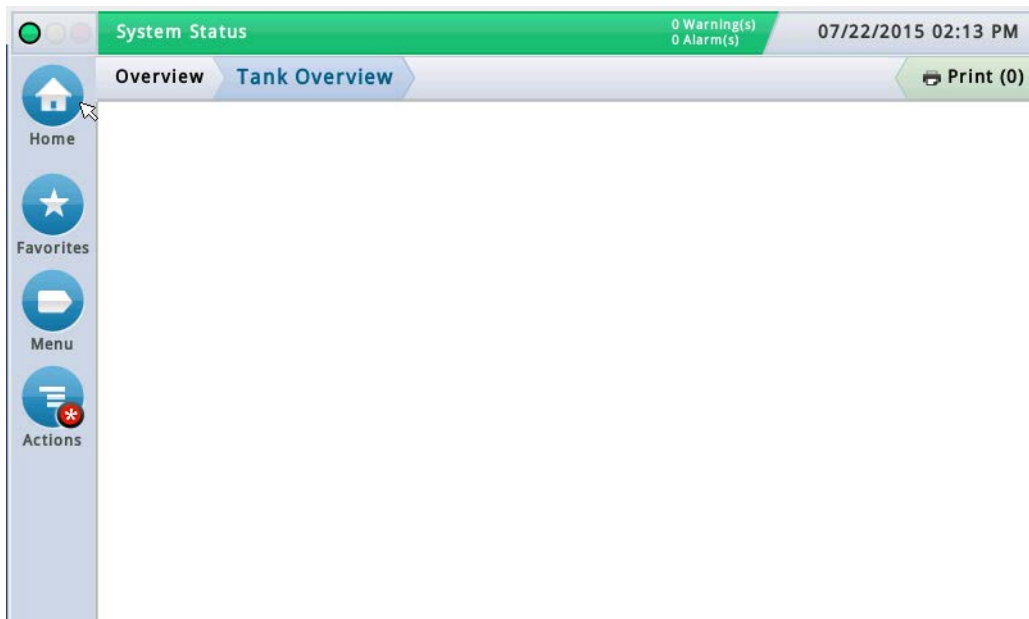 System Status
0 Warning(s)
0 Alarm(s)
07/22/2015 02:13 PM
Overview
Tank Overview
Print (0)
Home
Favorites
Menu
Actions